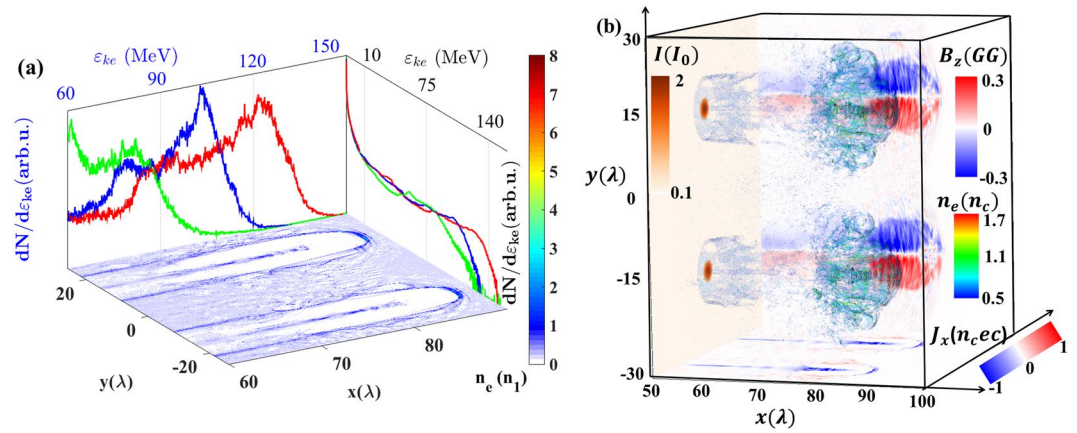 (a)
ε_ke (MeV)
60
90
120
150
ε_ke (MeV)
10
75
140
dN/dε_ke(arb.u.)
dN/dε_ke(arb.u.)
20
0
-20
y(λ)
60
70
80
x(λ)
8
7
6
5
4
3
2
1
0
n_e (n_1)
(b)
30
15
0
-15
-30
y(λ)
I(I_0)
2
0.1
B_z(GG)
0.3
0
-0.3
n_e(n_c)
1.7
1.1
0.5
J_x(n_c ec)
-1
0
1
50
60
70
80
90
100
x(λ)